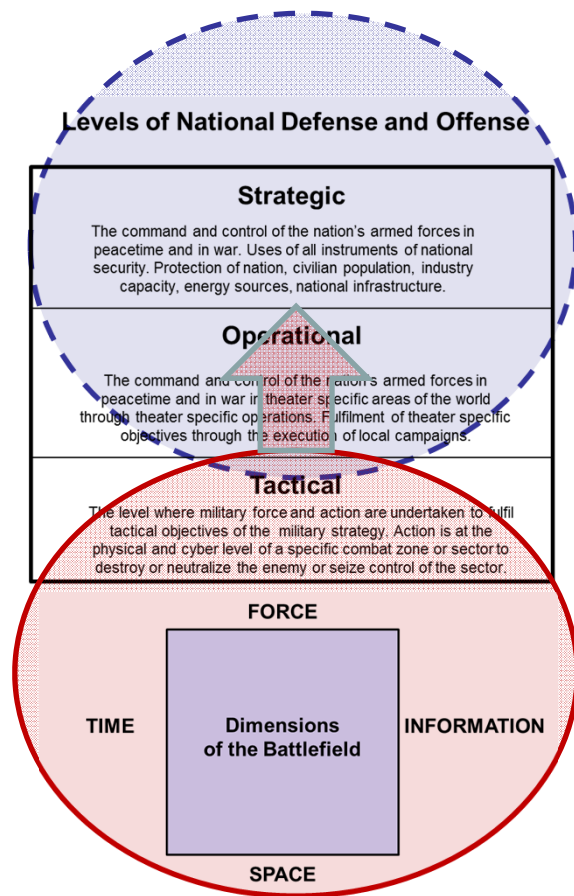 Levels of National Defense and Offense
Strategic
The command and control of the nation's armed forces in
peacetime and in war. Uses of all instruments of national
security. Protection of nation, civilian population, industry
capacity, energy sources, national infrastructure.
Operational
The command and control of the nation's armed forces in
peacetime and in war in theater specific areas of the world
through theater specific operations. Fulfilment of theater specific
objectives through the execution of local campaigns.
Tactical
The level where military force and action are undertaken to fulfil
tactical objectives of the military strategy. Action is at the
physical and cyber level of a specific combat zone or sector to
destroy or neutralize the enemy or seize control of the sector.
FORCE
TIME
Dimensions
of the Battlefield
INFORMATION
SPACE